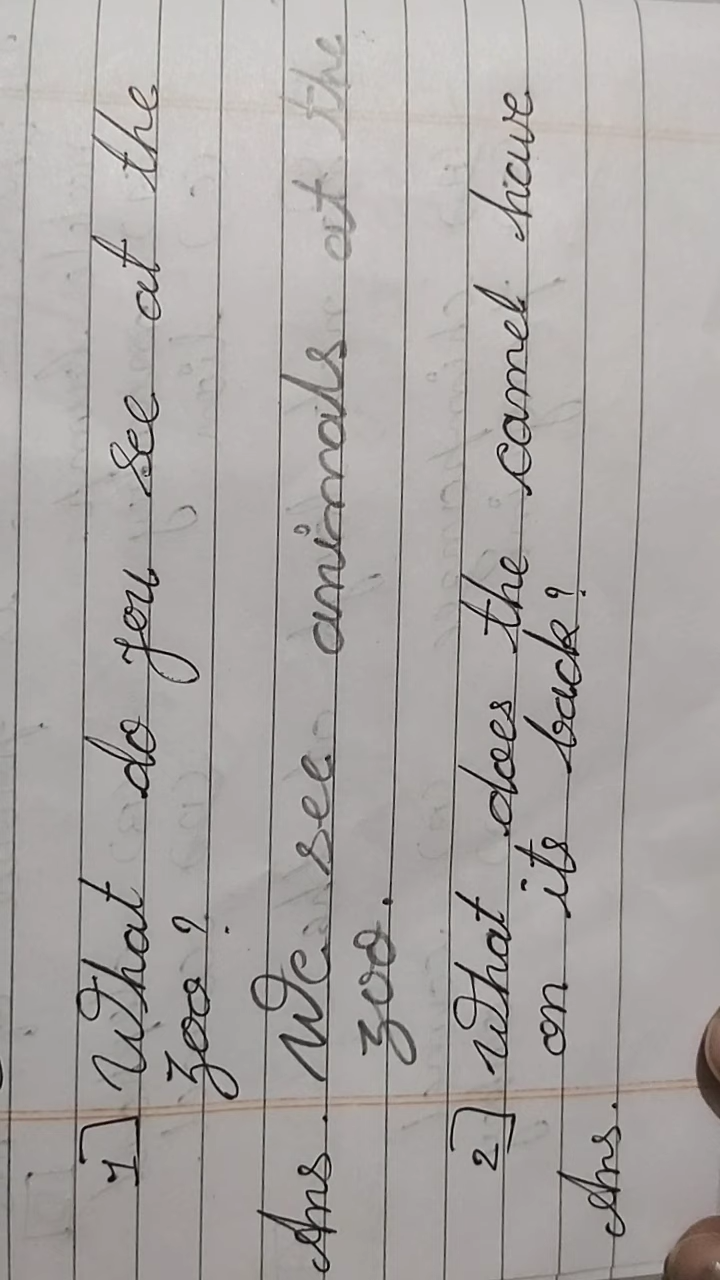 1] What do you see at the
zoo?
Ans. We see animals at the
zoo.
2] What does the camel have
on its back?
Ans.